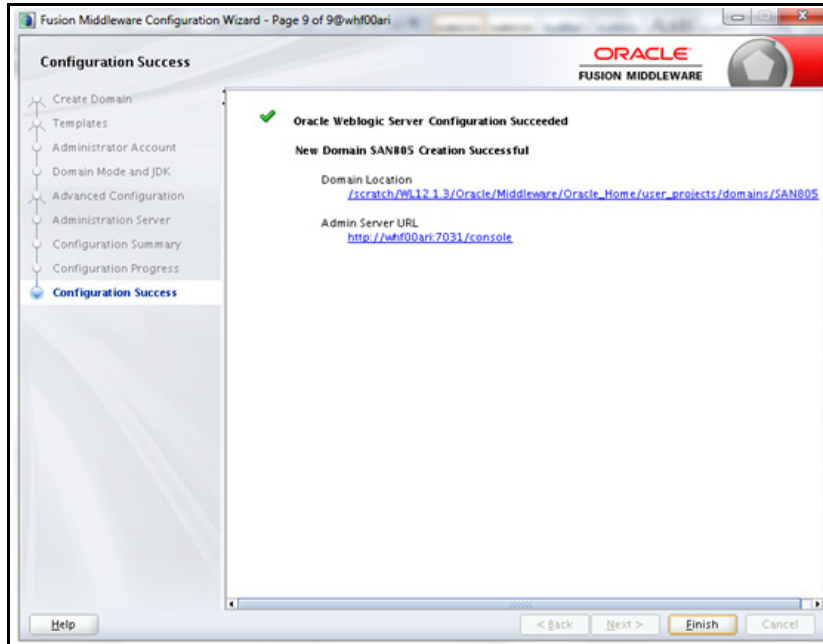 Fusion Middleware Configuration Wizard - Page 9 of 9@whf00ari
Configuration Success
ORACLE
FUSION MIDDLEWARE
Create Domain
Templates
Administrator Account
Domain Mode and JDK
Advanced Configuration
Administration Server
Configuration Summary
Configuration Progress
Configuration Success
Oracle Weblogic Server Configuration Succeeded
New Domain SAN805 Creation Successful
Domain Location
/scratch/WL12.1.3/Oracle/Middleware/Oracle_Home/user_projects/domains/SAN805
Admin Server URL
http://whf00ari:7031/console
Help
< Back
Next >
Finish
Cancel